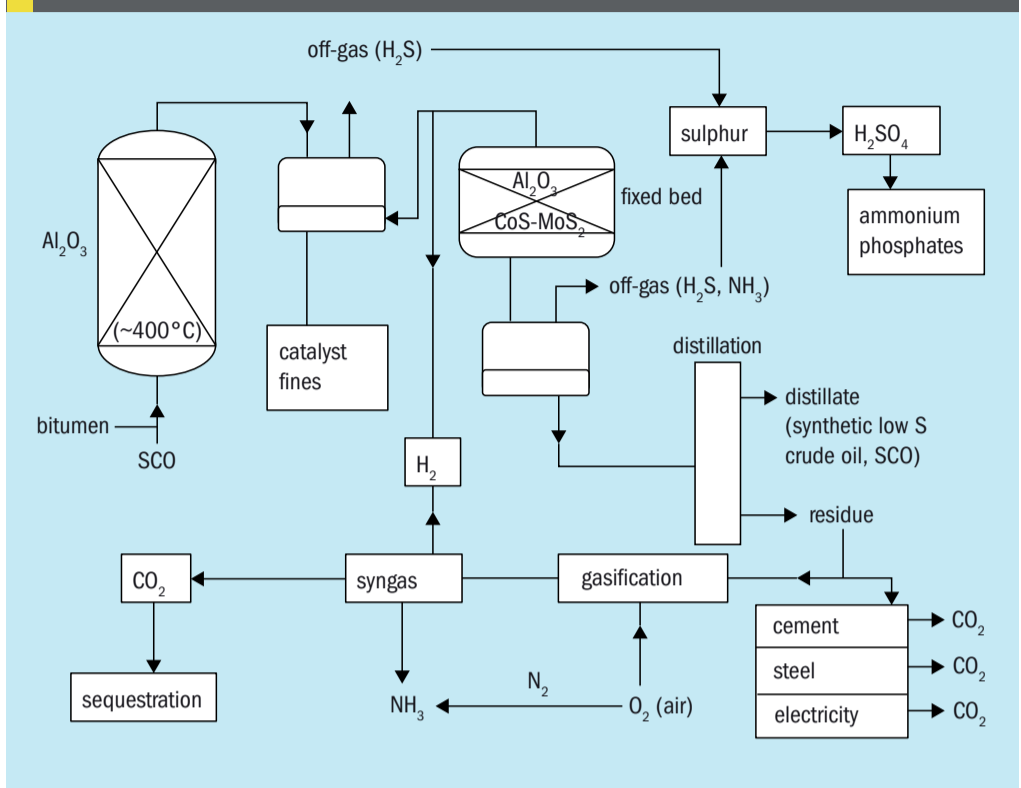 off-gas (H₂S)
sulphur
H₂SO₄
Al₂O₃
CoS-MoS₂
fixed bed
ammonium
phosphates
Al₂O₃
(~400°C)
off-gas (H₂S, NH₃)
catalyst
fines
distillation
distillate
(synthetic low S
crude oil, SCO)
bitumen
SCO
H₂
residue
CO₂
syngas
gasification
cement
CO₂
steel
CO₂
electricity
CO₂
sequestration
N₂
NH₃
O₂ (air)